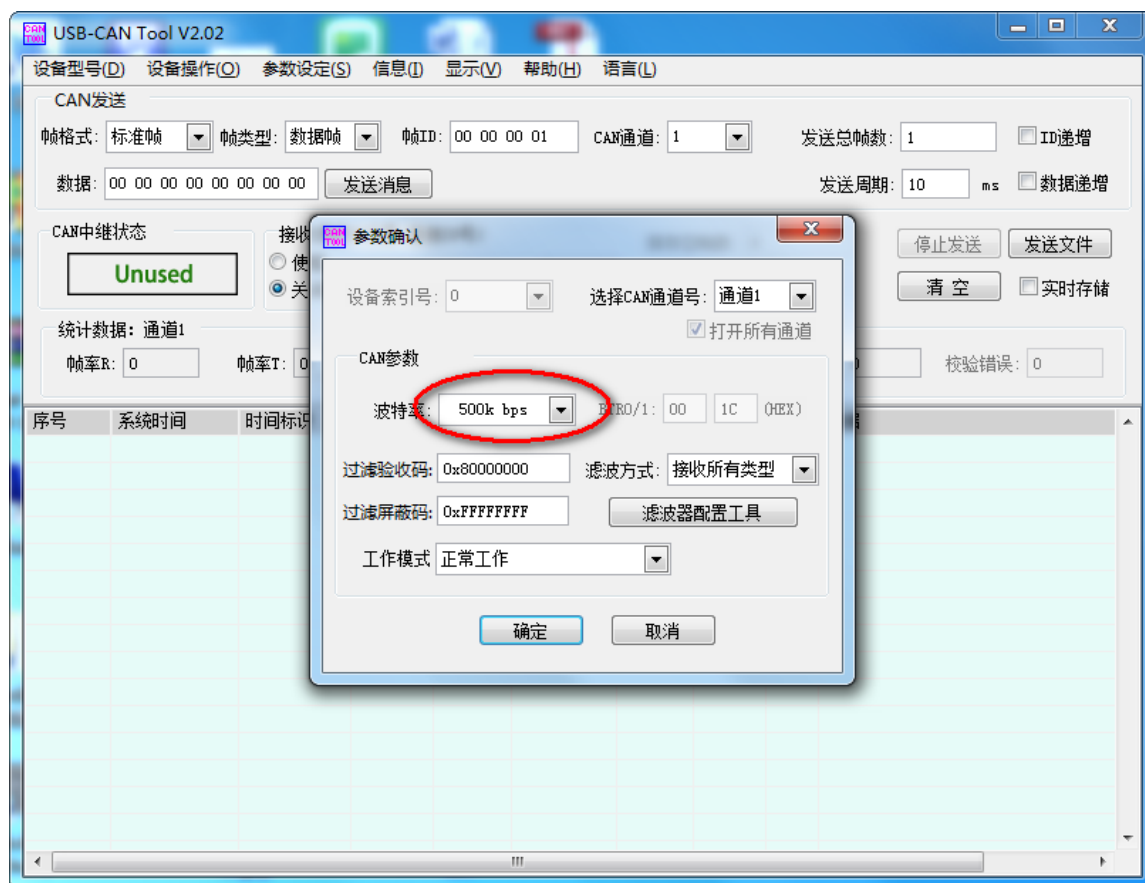 USB-CAN Tool V2.02
设备型号(D) 设备操作(O) 参数设定(S) 信息(I) 显示(V) 帮助(H) 语言(L)
CAN发送
帧格式: 标准帧 帧类型: 数据帧 帧ID: 00 00 00 01 CAN通道: 1 发送总帧数: 1 ID递增
数据: 00 00 00 00 00 00 00 00 发送消息 发送周期: 10 ms 数据递增
CAN中继状态 接收
Unused
使
关
停止发送 发送文件
清 空 实时存储
统计数据: 通道1
帧率R: 0 帧率T: 0 校验错误: 0
序号 系统时间 时间标识
参数确认
设备索引号: 0 选择CAN通道号: 通道1
打开所有通道
CAN参数
波特率: 500k bps BTR0/1: 00 1C (HEX)
过滤验收码: 0x80000000 滤波方式: 接收所有类型
过滤屏蔽码: 0xFFFFFFFF 滤波器配置工具
工作模式 正常工作
确定 取消